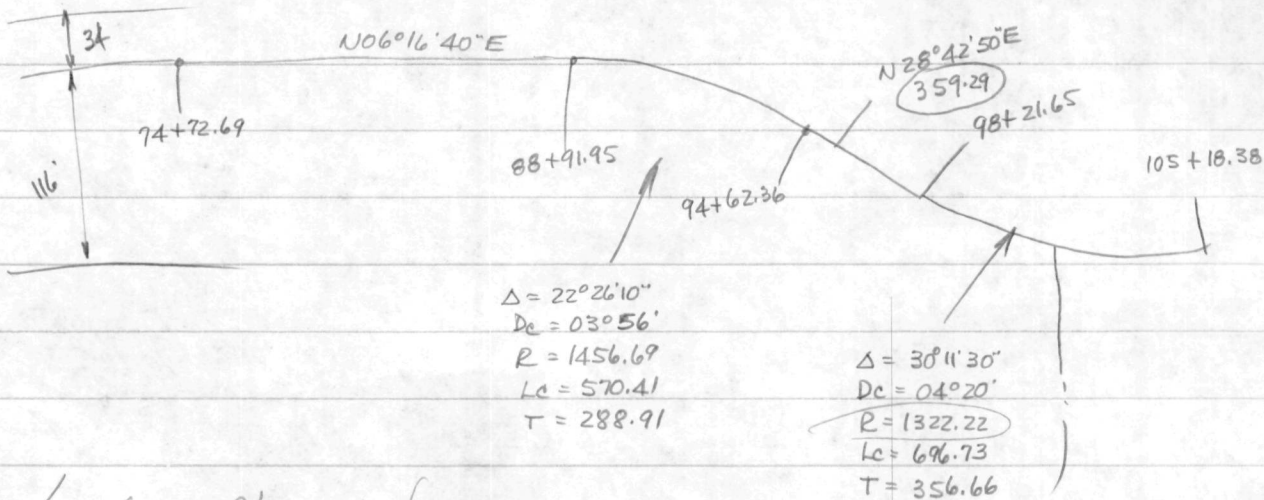 34
N06°16'40"E
N28°42'50"E
359.29
74+72.69
98+21.65
88+91.95
105+18.38
94+62.36
116'
Δ = 22°26'10"
Dc = 03°56'
R = 1456.69
Lc = 570.41
T = 288.91
Δ = 30°11'30"
Dc = 04°20'
R = 1322.22
Lc = 696.73
T = 356.66